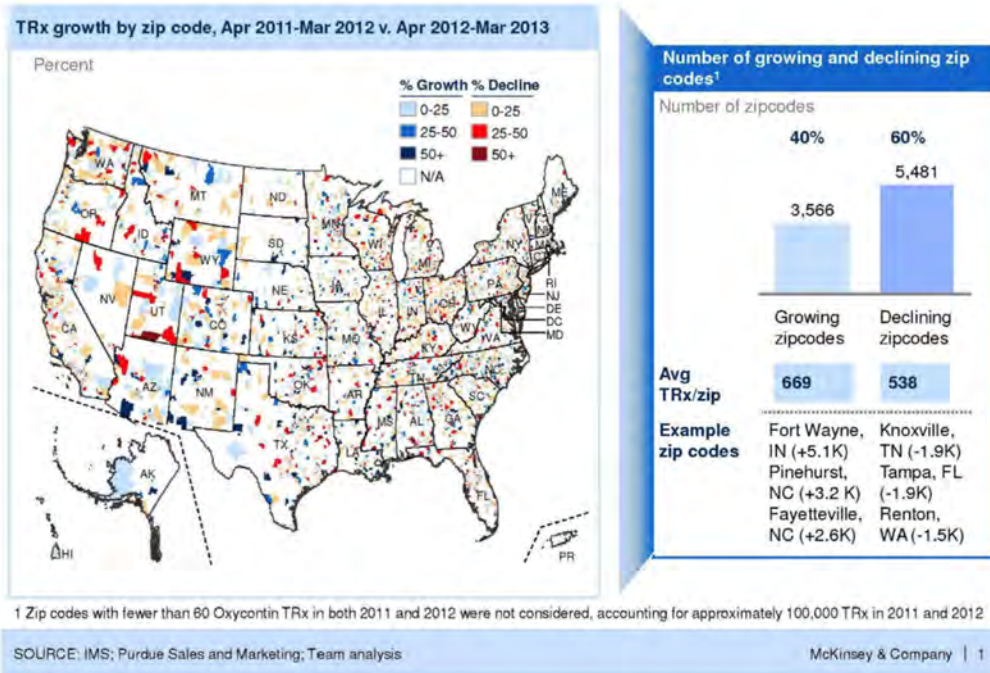 TRx growth by zip code, Apr 2011-Mar 2012 v. Apr 2012-Mar 2013
Percent
% Growth % Decline
0-25 0-25
25-50 25-50
50+ 50+
N/A
WA
MT
ND
MN
ME
OR
ID
SD
WI
MI
NY
VT
NH
MA
CT
WY
NE
IA
PA
RI
NJ
DE
DC
MD
NV
UT
CO
IL
IN
OH
WV
VA
CA
KS
MO
KY
AZ
NM
OK
AR
TN
NC
SC
MS
AL
GA
TX
LA
FL
AK
HI
PR
Number of growing and declining zip
codes¹
Number of zipcodes
40% 60%
3,566 5,481
Growing Declining
zipcodes zipcodes
Avg
TRx/zip
669 538
Example
zip codes
Fort Wayne,
IN (+5.1K)
Pinehurst,
NC (+3.2 K)
Fayetteville,
NC (+2.6K)
Knoxville,
TN (-1.9K)
Tampa, FL
(-1.9K)
Renton,
WA (-1.5K)
1 Zip codes with fewer than 60 Oxycontin TRx in both 2011 and 2012 were not considered, accounting for approximately 100,000 TRx in 2011 and 2012
SOURCE: IMS; Purdue Sales and Marketing; Team analysis
McKinsey & Company | 1